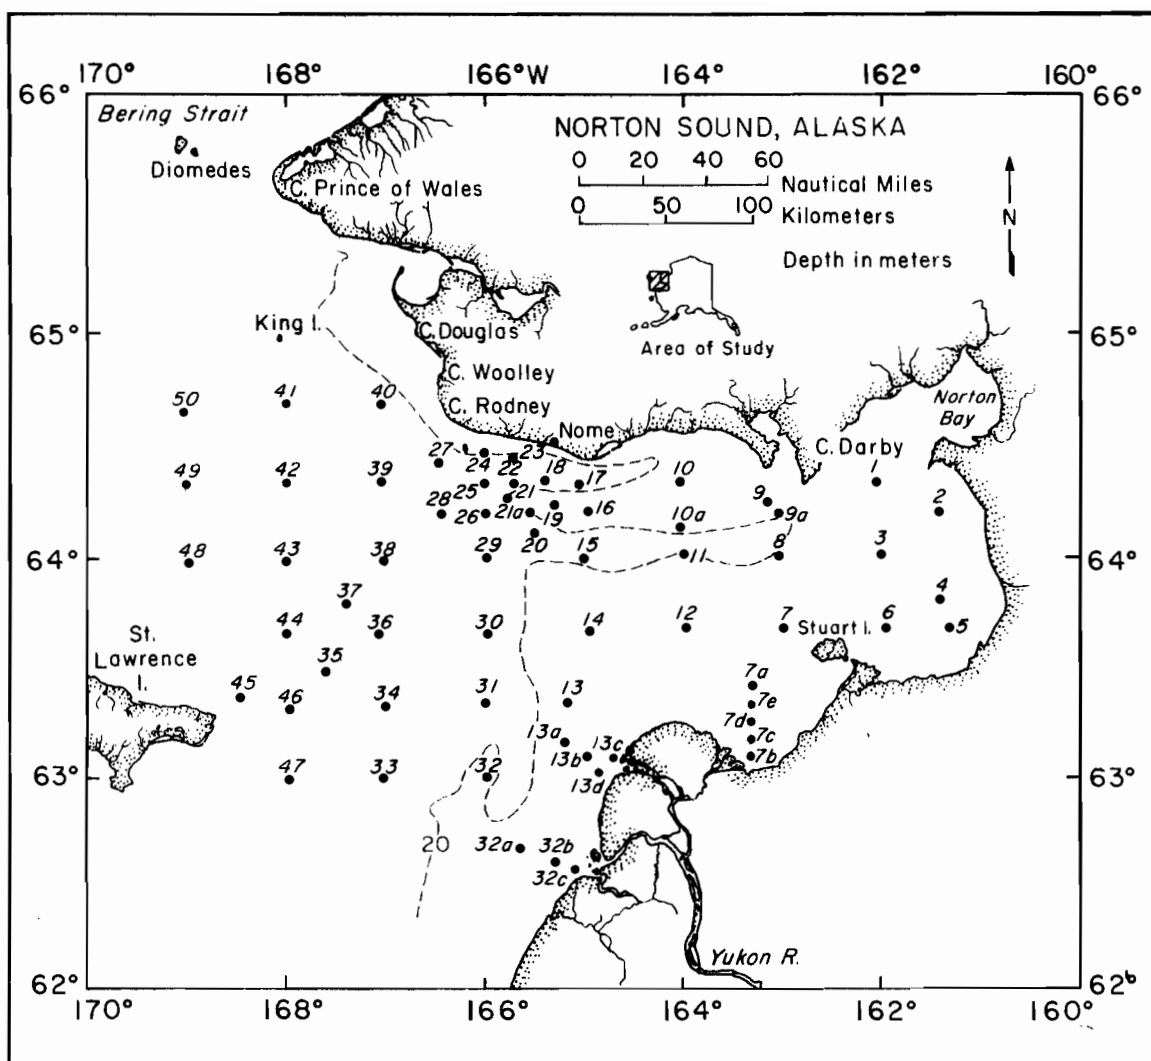 170° 168° 166°W 164° 162° 160°
66° 66°
Bering Strait
Diomedes
C. Prince of Wales
NORTON SOUND, ALASKA
0 20 40 60
Nautical Miles
0 50 100
Kilometers
N
Depth in meters
Area of Study
65° 65°
King I.
C. Douglas
C. Woolley
C. Rodney
Nome
Norton
Bay
C. Darby
50 41 40
27 24 23 22 18 17 10 1
49 42 39 25 21 9 2
28 26 21a 19 16 10a 9a
48 43 38 29 20 15 11 8 3
64° 64°
37 4
44 36 30 14 12 7 6 5
Stuart I.
St.
Lawrence
I.
35 7a
45 46 34 31 13 7e
7d
13a 7c
13b 13c 7b
47 33 32 13d
63° 63°
20 32a 32b
32c
Yukon R.
62° 62°
170° 168° 166° 164° 162° 160°